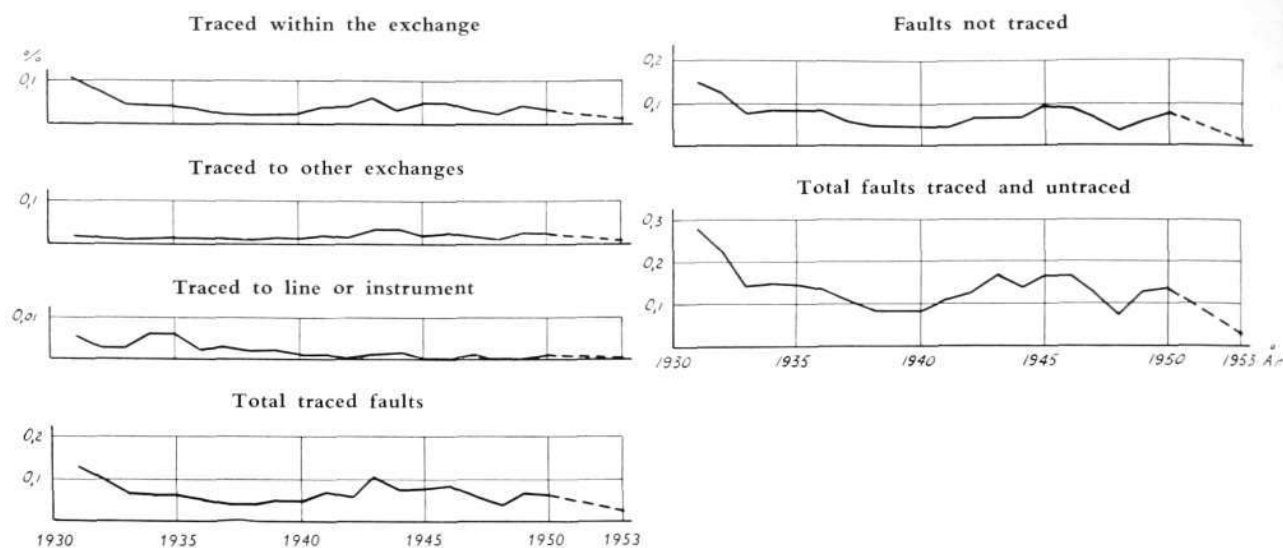 Traced within the exchange
%
0,1
Traced to other exchanges
0,1
Traced to line or instrument
0,01
Total traced faults
0,2
0,1
1930 1935 1940 1945 1950 1953
Faults not traced
0,2
0,1
Total faults traced and untraced
0,3
0,2
0,1
1930 1935 1940 1945 1950 1953 År